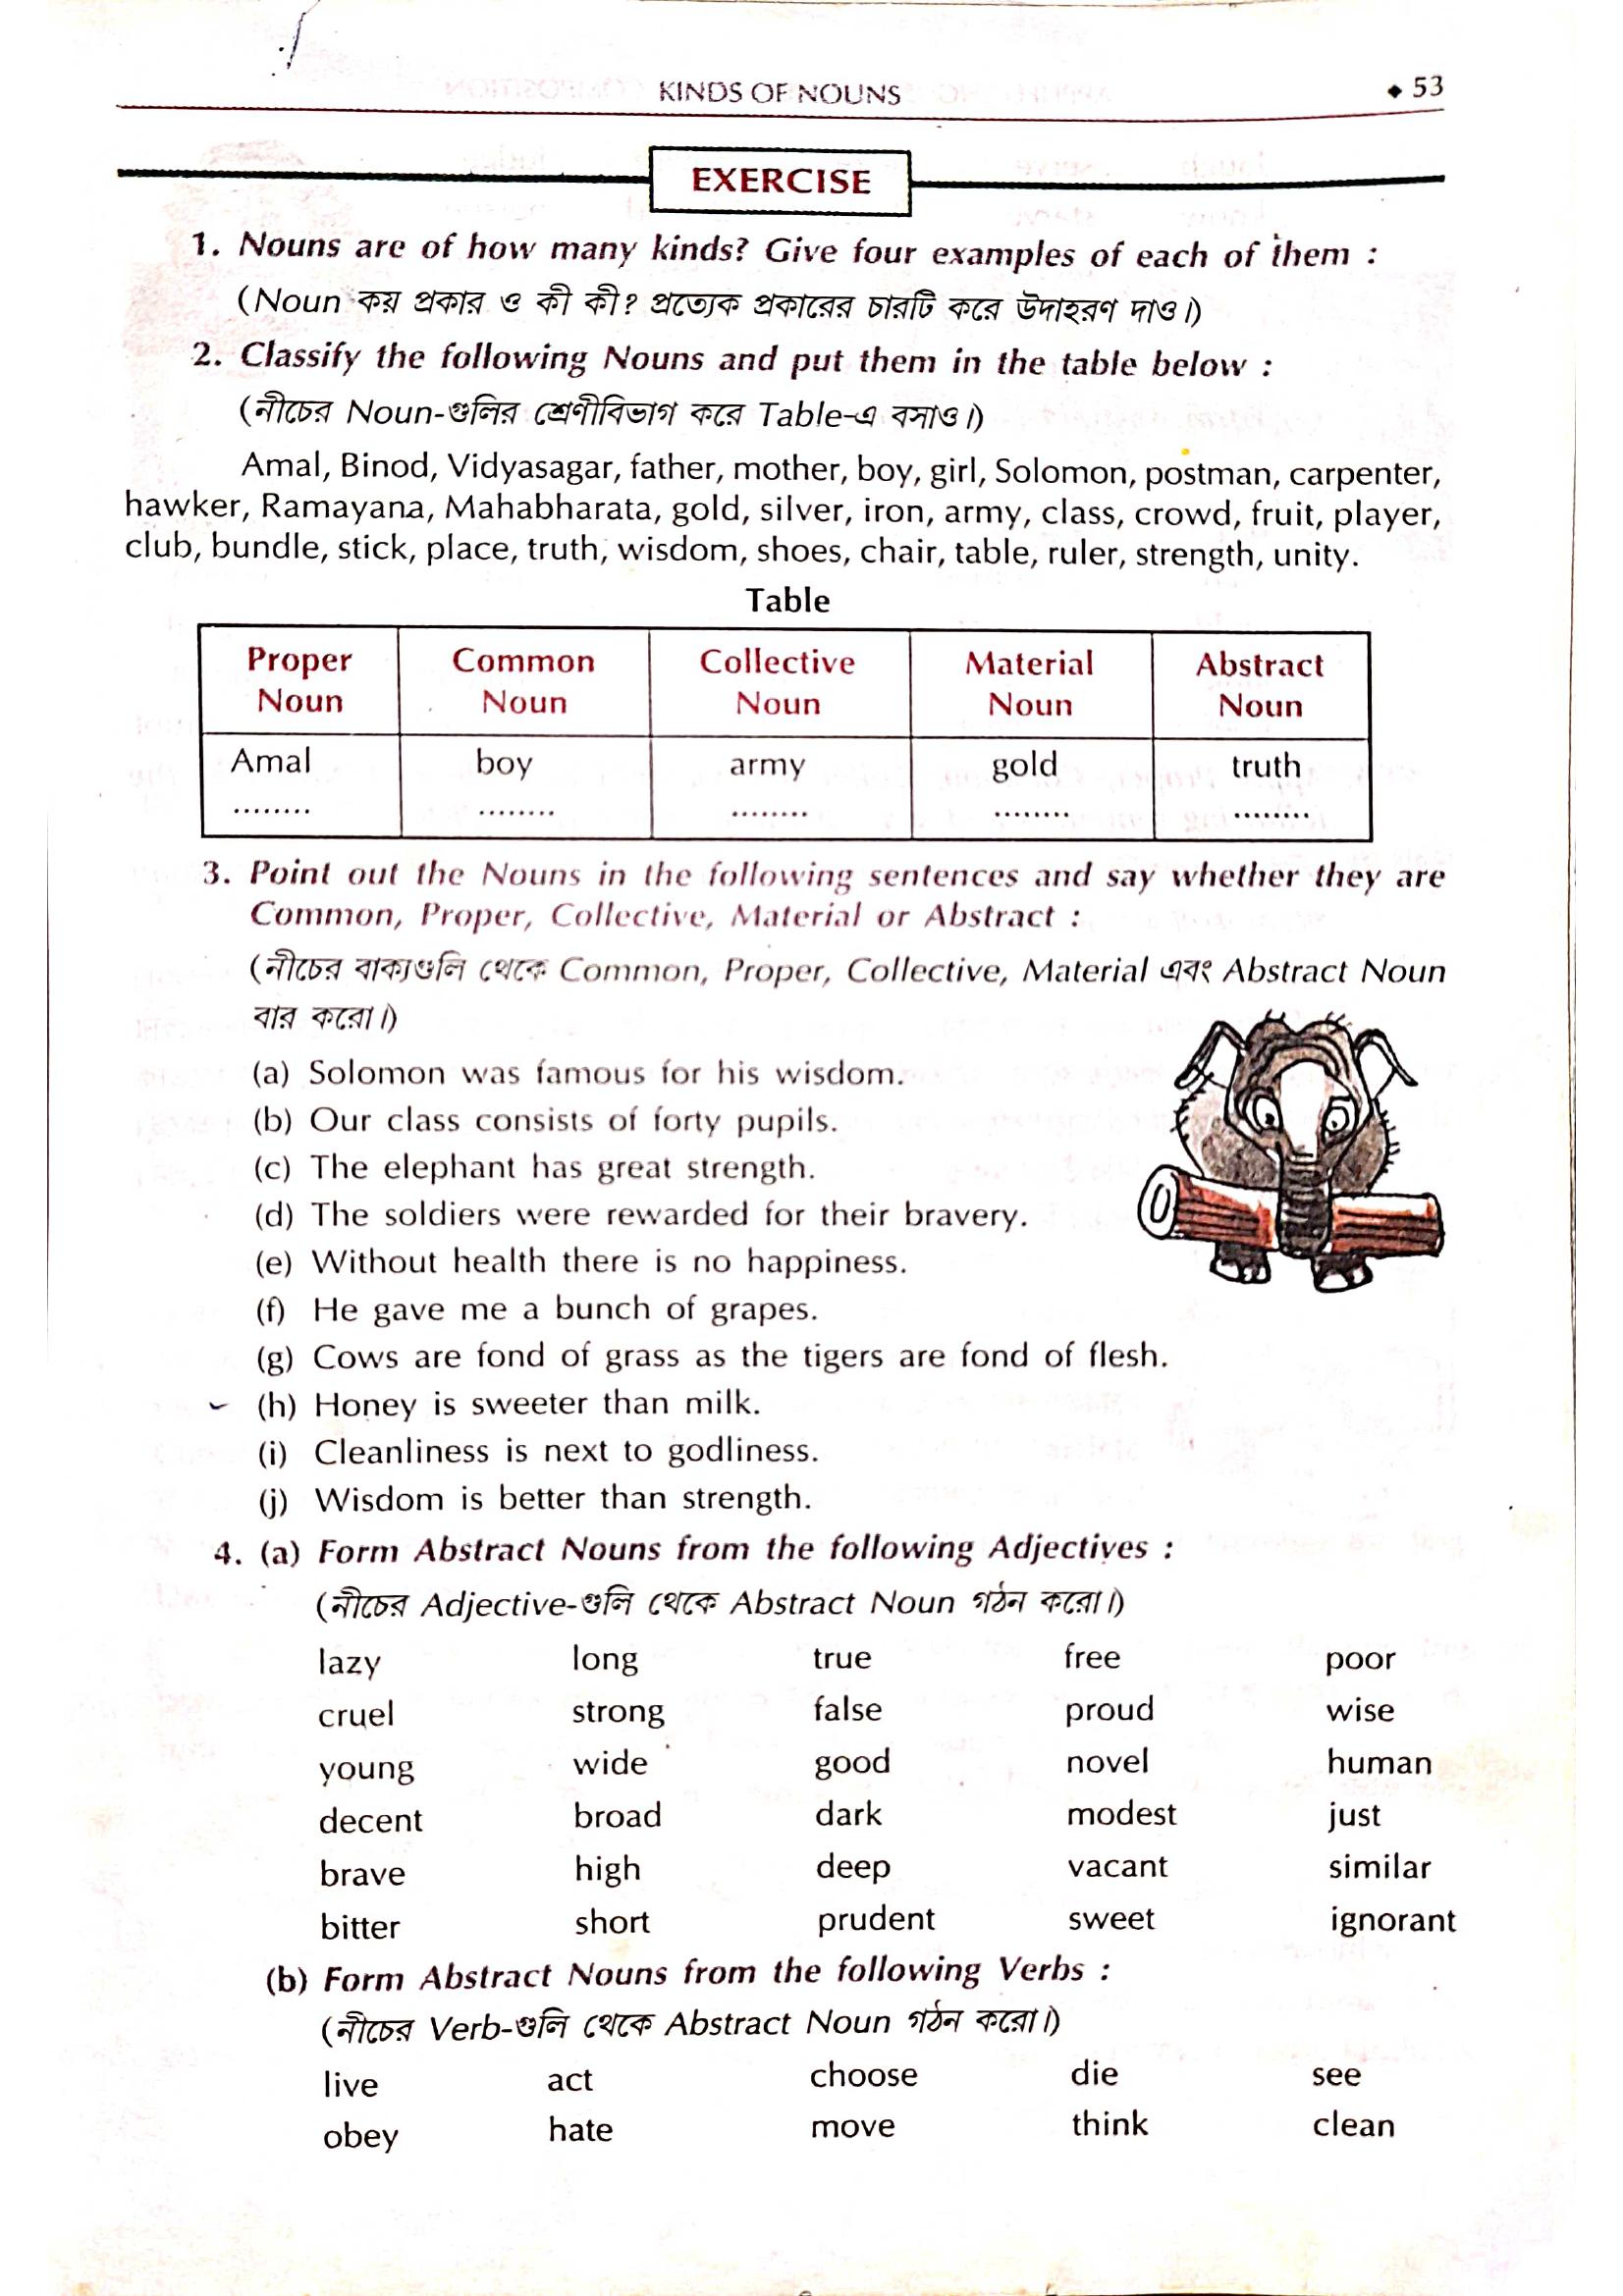 KINDS OF NOUNS ◆ 53
EXERCISE
1. Nouns are of how many kinds? Give four examples of each of them :
(Noun কয় প্রকার ও কী কী? প্রত্যেক প্রকারের চারটি করে উদাহরণ দাও।)
2. Classify the following Nouns and put them in the table below :
(নীচের Noun-গুলির শ্রেণীবিভাগ করে Table-এ বসাও।)
Amal, Binod, Vidyasagar, father, mother, boy, girl, Solomon, postman, carpenter,
hawker, Ramayana, Mahabharata, gold, silver, iron, army, class, crowd, fruit, player,
club, bundle, stick, place, truth, wisdom, shoes, chair, table, ruler, strength, unity.
Table
Proper Common Collective Material Abstract
Noun Noun Noun Noun Noun
Amal boy army gold truth
........ ........ ........ ........ ........
3. Point out the Nouns in the following sentences and say whether they are
Common, Proper, Collective, Material or Abstract :
(নীচের বাক্যগুলি থেকে Common, Proper, Collective, Material এবং Abstract Noun
বার করো।)
(a) Solomon was famous for his wisdom.
(b) Our class consists of forty pupils.
(c) The elephant has great strength.
(d) The soldiers were rewarded for their bravery.
(e) Without health there is no happiness.
(f) He gave me a bunch of grapes.
(g) Cows are fond of grass as the tigers are fond of flesh.
(h) Honey is sweeter than milk.
(i) Cleanliness is next to godliness.
(j) Wisdom is better than strength.
4. (a) Form Abstract Nouns from the following Adjectives :
(নীচের Adjective-গুলি থেকে Abstract Noun গঠন করো।)
lazy long true free poor
cruel strong false proud wise
young wide good novel human
decent broad dark modest just
brave high deep vacant similar
bitter short prudent sweet ignorant
(b) Form Abstract Nouns from the following Verbs :
(নীচের Verb-গুলি থেকে Abstract Noun গঠন করো।)
live act choose die see
obey hate move think clean